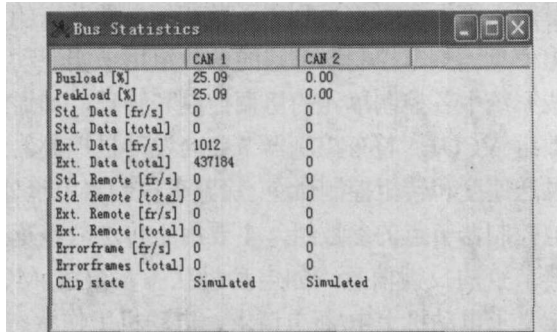 Bus Statistics
CAN 1 CAN 2
Busload [%] 25.09 0.00
Peakload [%] 25.09 0.00
Std. Data [fr/s] 0 0
Std. Data [total] 0 0
Ext. Data [fr/s] 1012 0
Ext. Data [total] 437184 0
Std. Remote [fr/s] 0 0
Std. Remote [total] 0 0
Ext. Remote [fr/s] 0 0
Ext. Remote [total] 0 0
Errorframe [fr/s] 0 0
Errorframes [total] 0 0
Chip state Simulated Simulated